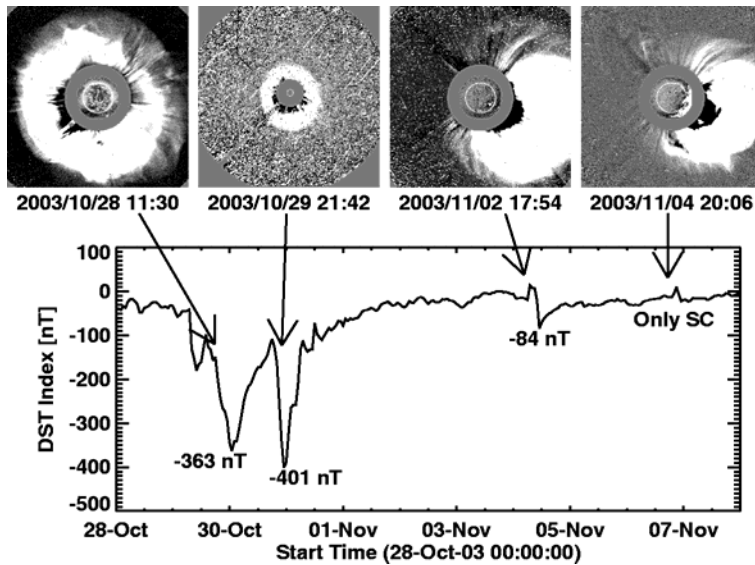 2003/10/28 11:30
2003/10/29 21:42
2003/11/02 17:54
2003/11/04 20:06
100
0
-100
-200
-300
-400
-500
DST Index [nT]
-363 nT
-401 nT
-84 nT
Only SC
28-Oct
30-Oct
01-Nov
03-Nov
05-Nov
07-Nov
Start Time (28-Oct-03 00:00:00)